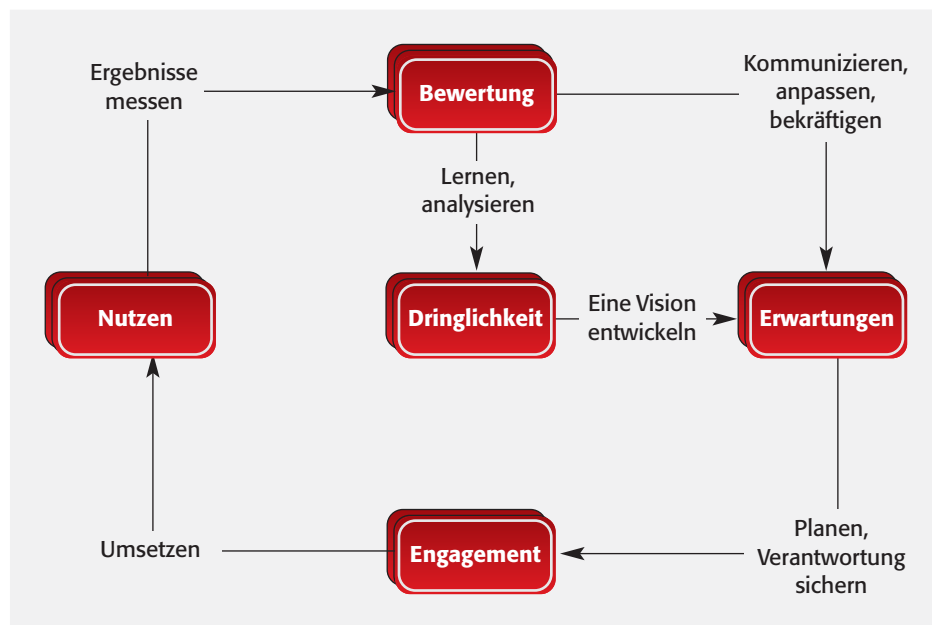 Ergebnisse
messen
Bewertung
Kommunizieren,
anpassen,
bekräftigen
Lernen,
analysieren
Nutzen
Dringlichkeit
Eine Vision
entwickeln
Erwartungen
Umsetzen
Engagement
Planen,
Verantwortung
sichern